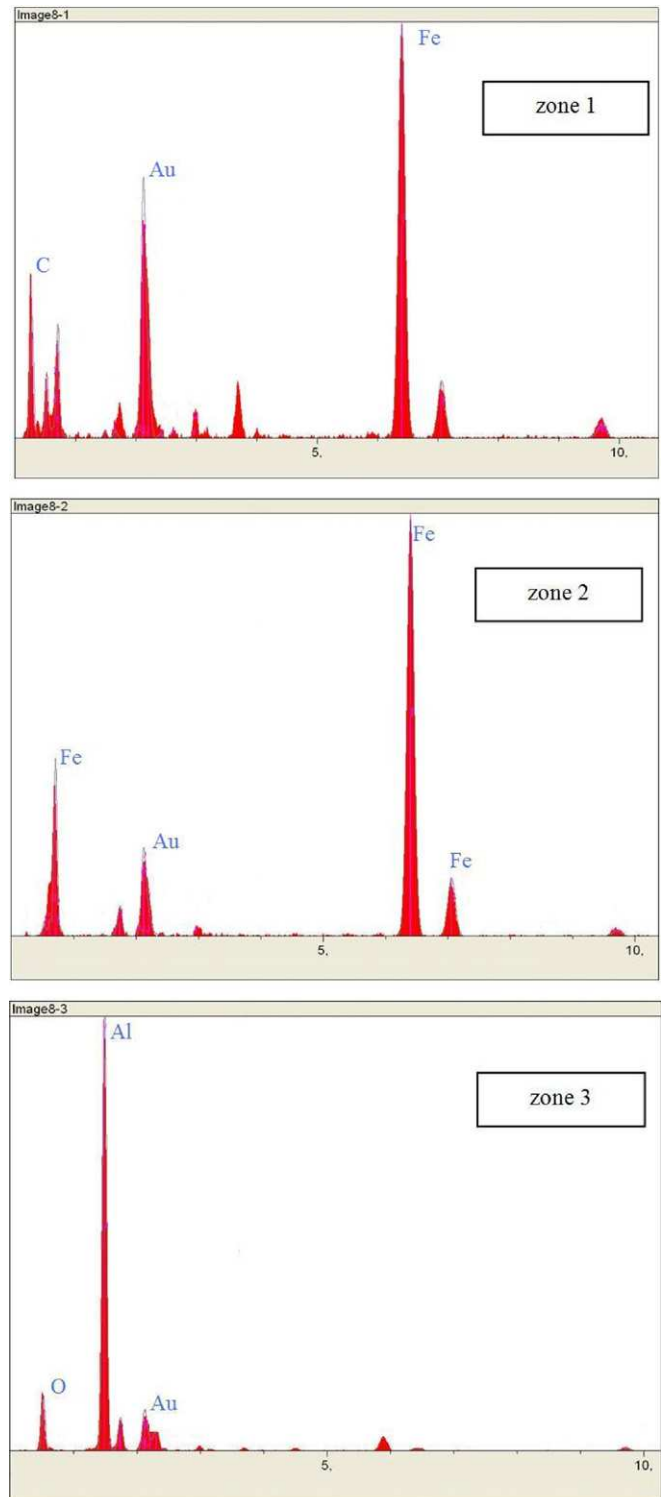 Image8-1
Fe
zone 1
Au
C
5,
10,
Image8-2
Fe
zone 2
Fe
Au
Fe
5,
10,
Image8-3
Al
zone 3
O
Au
5,
10,